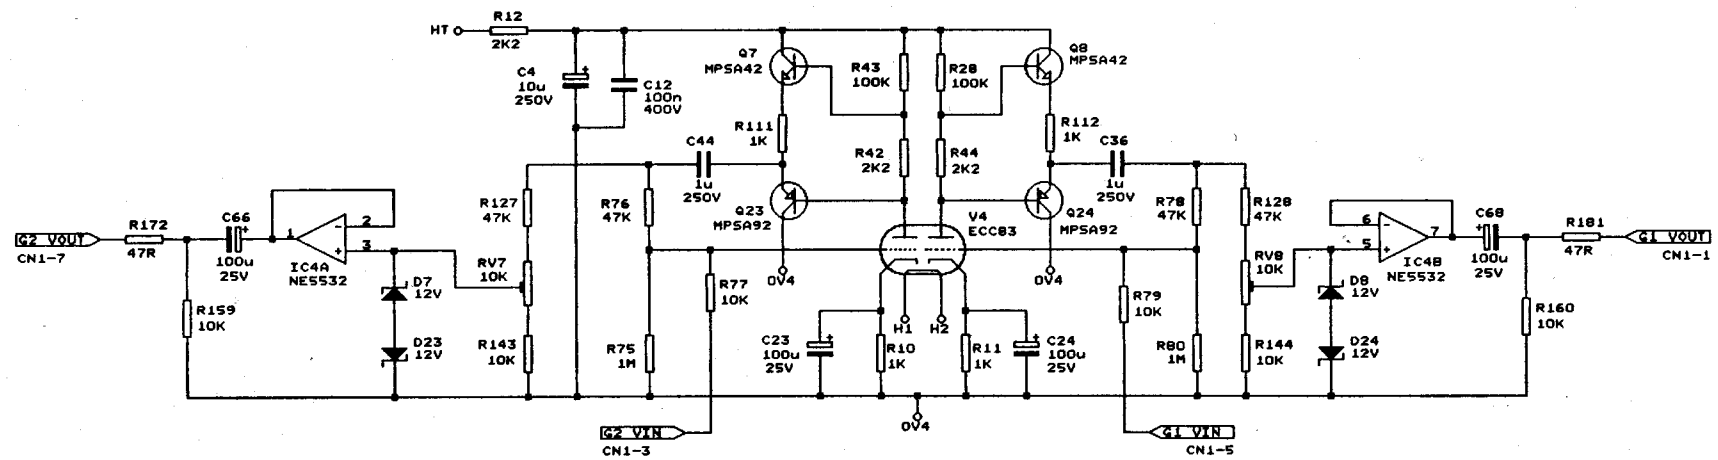 HT
R12
2K2
C4
10u
250V
C12
100n
400V
Q7
MPSA42
R43
100K
R28
100K
Q8
MPSA42
R111
1K
R112
1K
C44
1u
250V
R42
2K2
R44
2K2
C36
1u
250V
R127
47K
R76
47K
Q23
MPSA92
V4
ECC83
Q24
MPSA92
R78
47K
R128
47K
G2 VOUT
CN1-7
R172
47R
C66
100u
25V
1
2
3
IC4A
NE5532
RV7
10K
R77
10K
0V4
0V4
R79
10K
RV8
10K
6
5
7
IC4B
NE5532
C68
100u
25V
R181
47R
G1 VOUT
CN1-1
R159
10K
D7
12V
D23
12V
R143
10K
R75
1M
C23
100u
25V
R10
1K
H1
H2
R11
1K
C24
100u
25V
R80
1M
R144
10K
D8
12V
D24
12V
R160
10K
0V4
G2 VIN
CN1-3
G1 VIN
CN1-5